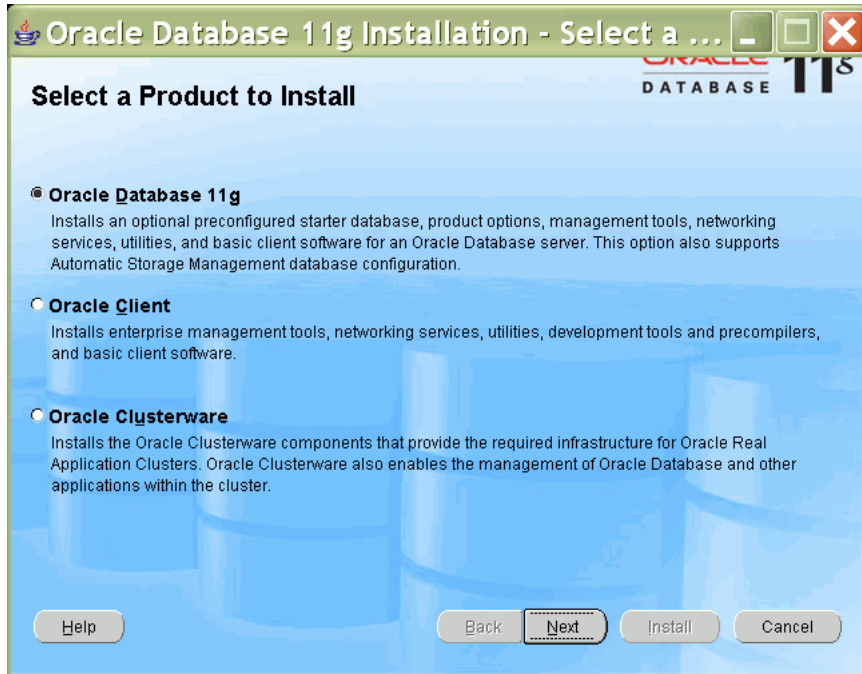 Oracle Database 11g Installation - Select a ...
ORACLE
DATABASE 11g
Select a Product to Install
Oracle Database 11g
Installs an optional preconfigured starter database, product options, management tools, networking
services, utilities, and basic client software for an Oracle Database server. This option also supports
Automatic Storage Management database configuration.
Oracle Client
Installs enterprise management tools, networking services, utilities, development tools and precompilers,
and basic client software.
Oracle Clusterware
Installs the Oracle Clusterware components that provide the required infrastructure for Oracle Real
Application Clusters. Oracle Clusterware also enables the management of Oracle Database and other
applications within the cluster.
Help Back Next Install Cancel